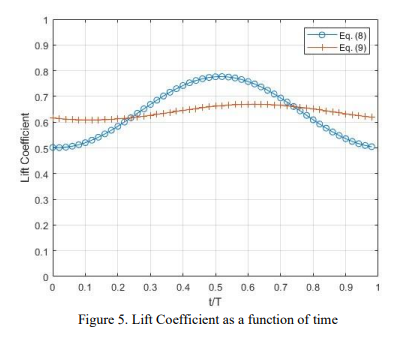 1
0.9
0.8
0.7
0.6
0.5
0.4
0.3
0.2
0.1
0
Lift Coefficient
Eq. (8)
Eq. (9)
0 0.1 0.2 0.3 0.4 0.5 0.6 0.7 0.8 0.9 1
t/T
Figure 5. Lift Coefficient as a function of time